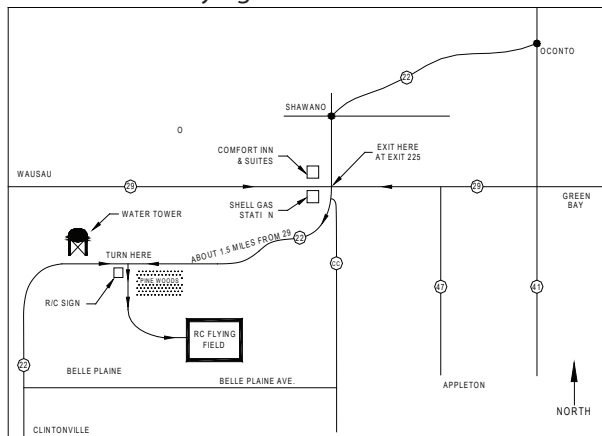 OCONTO
22
SHAWANO
O
COMFORT INN
& SUITES
EXIT HERE
AT EXIT 225
WAUSAU
29
29
SHELL GAS
STATI N
GREEN
BAY
WATER TOWER
ABOUT 1.5 MILES FROM 29
22
TURN HERE
CC
PINE WOODS
47
41
R/C SIGN
RC FLYING
FIELD
22
BELLE PLAINE
BELLE PLAINE AVE.
APPLETON
NORTH
CLINTONVILLE